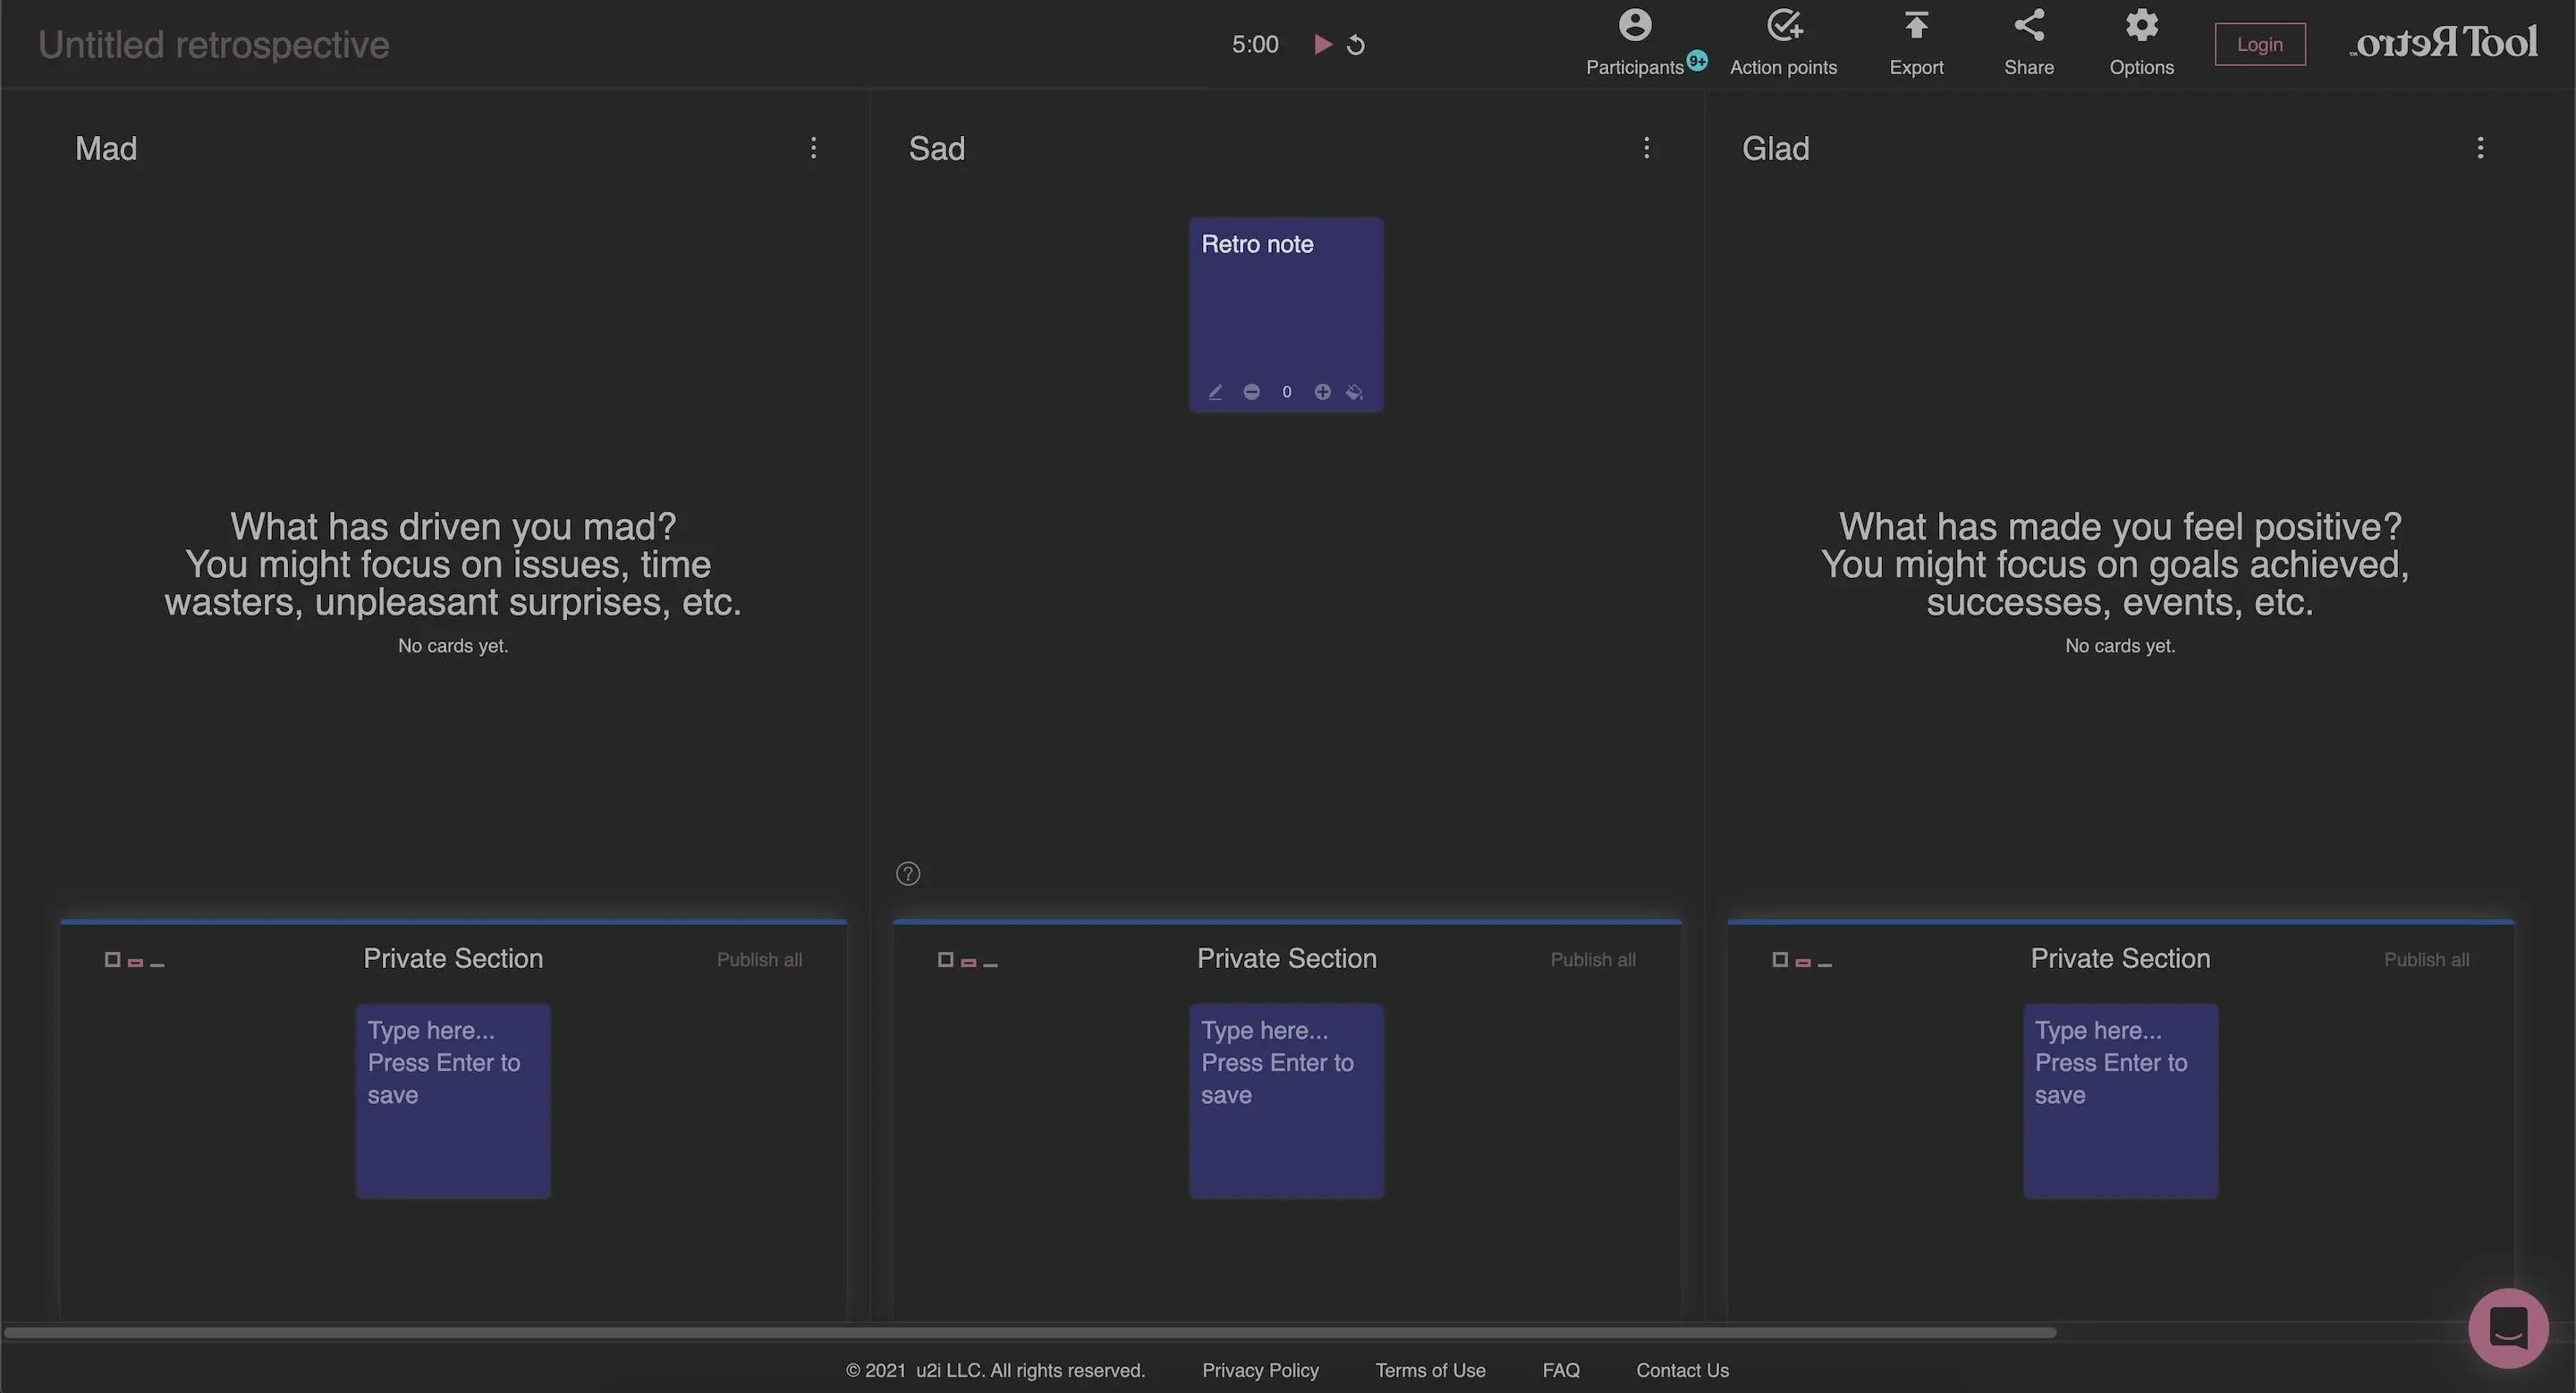 Untitled retrospective
5:00
Participants 9+
Action points
Export
Share
Options
Login
Retro Tool
Mad
Sad
Glad
Retro note
0
What has driven you mad?
You might focus on issues, time
wasters, unpleasant surprises, etc.
No cards yet.
What has made you feel positive?
You might focus on goals achieved,
successes, events, etc.
No cards yet.
?
Private Section
Publish all
Type here...
Press Enter to
save
Private Section
Publish all
Type here...
Press Enter to
save
Private Section
Publish all
Type here...
Press Enter to
save
© 2021 u2i LLC. All rights reserved.
Privacy Policy
Terms of Use
FAQ
Contact Us